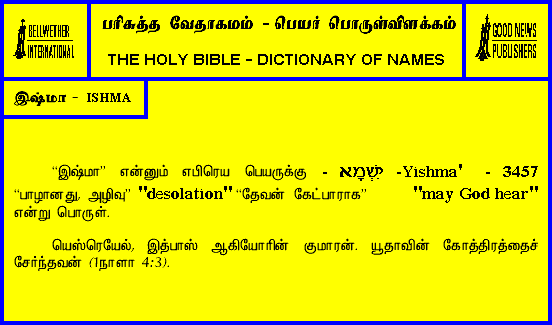 BELLWETHER
INTERNATIONAL
பரிசுத்த வேதாகமம் - பெயர் பொருள்விளக்கம்
THE HOLY BIBLE - DICTIONARY OF NAMES
GOOD NEWS
PUBLISHERS
இஷ்மா - ISHMA
“இஷ்மா” என்னும் எபிரெய பெயருக்கு - יִשְׁמָא -Yishma' - 3457
“பாழானது, அழிவு” "desolation" “தேவன் கேட்பாராக” "may God hear"
என்று பொருள்.
யெஸ்ரெயேல், இத்பாஸ் ஆகியோரின் குமாரன். யூதாவின் கோத்திரத்தைச்
சேர்ந்தவன் (1நாளா 4:3).